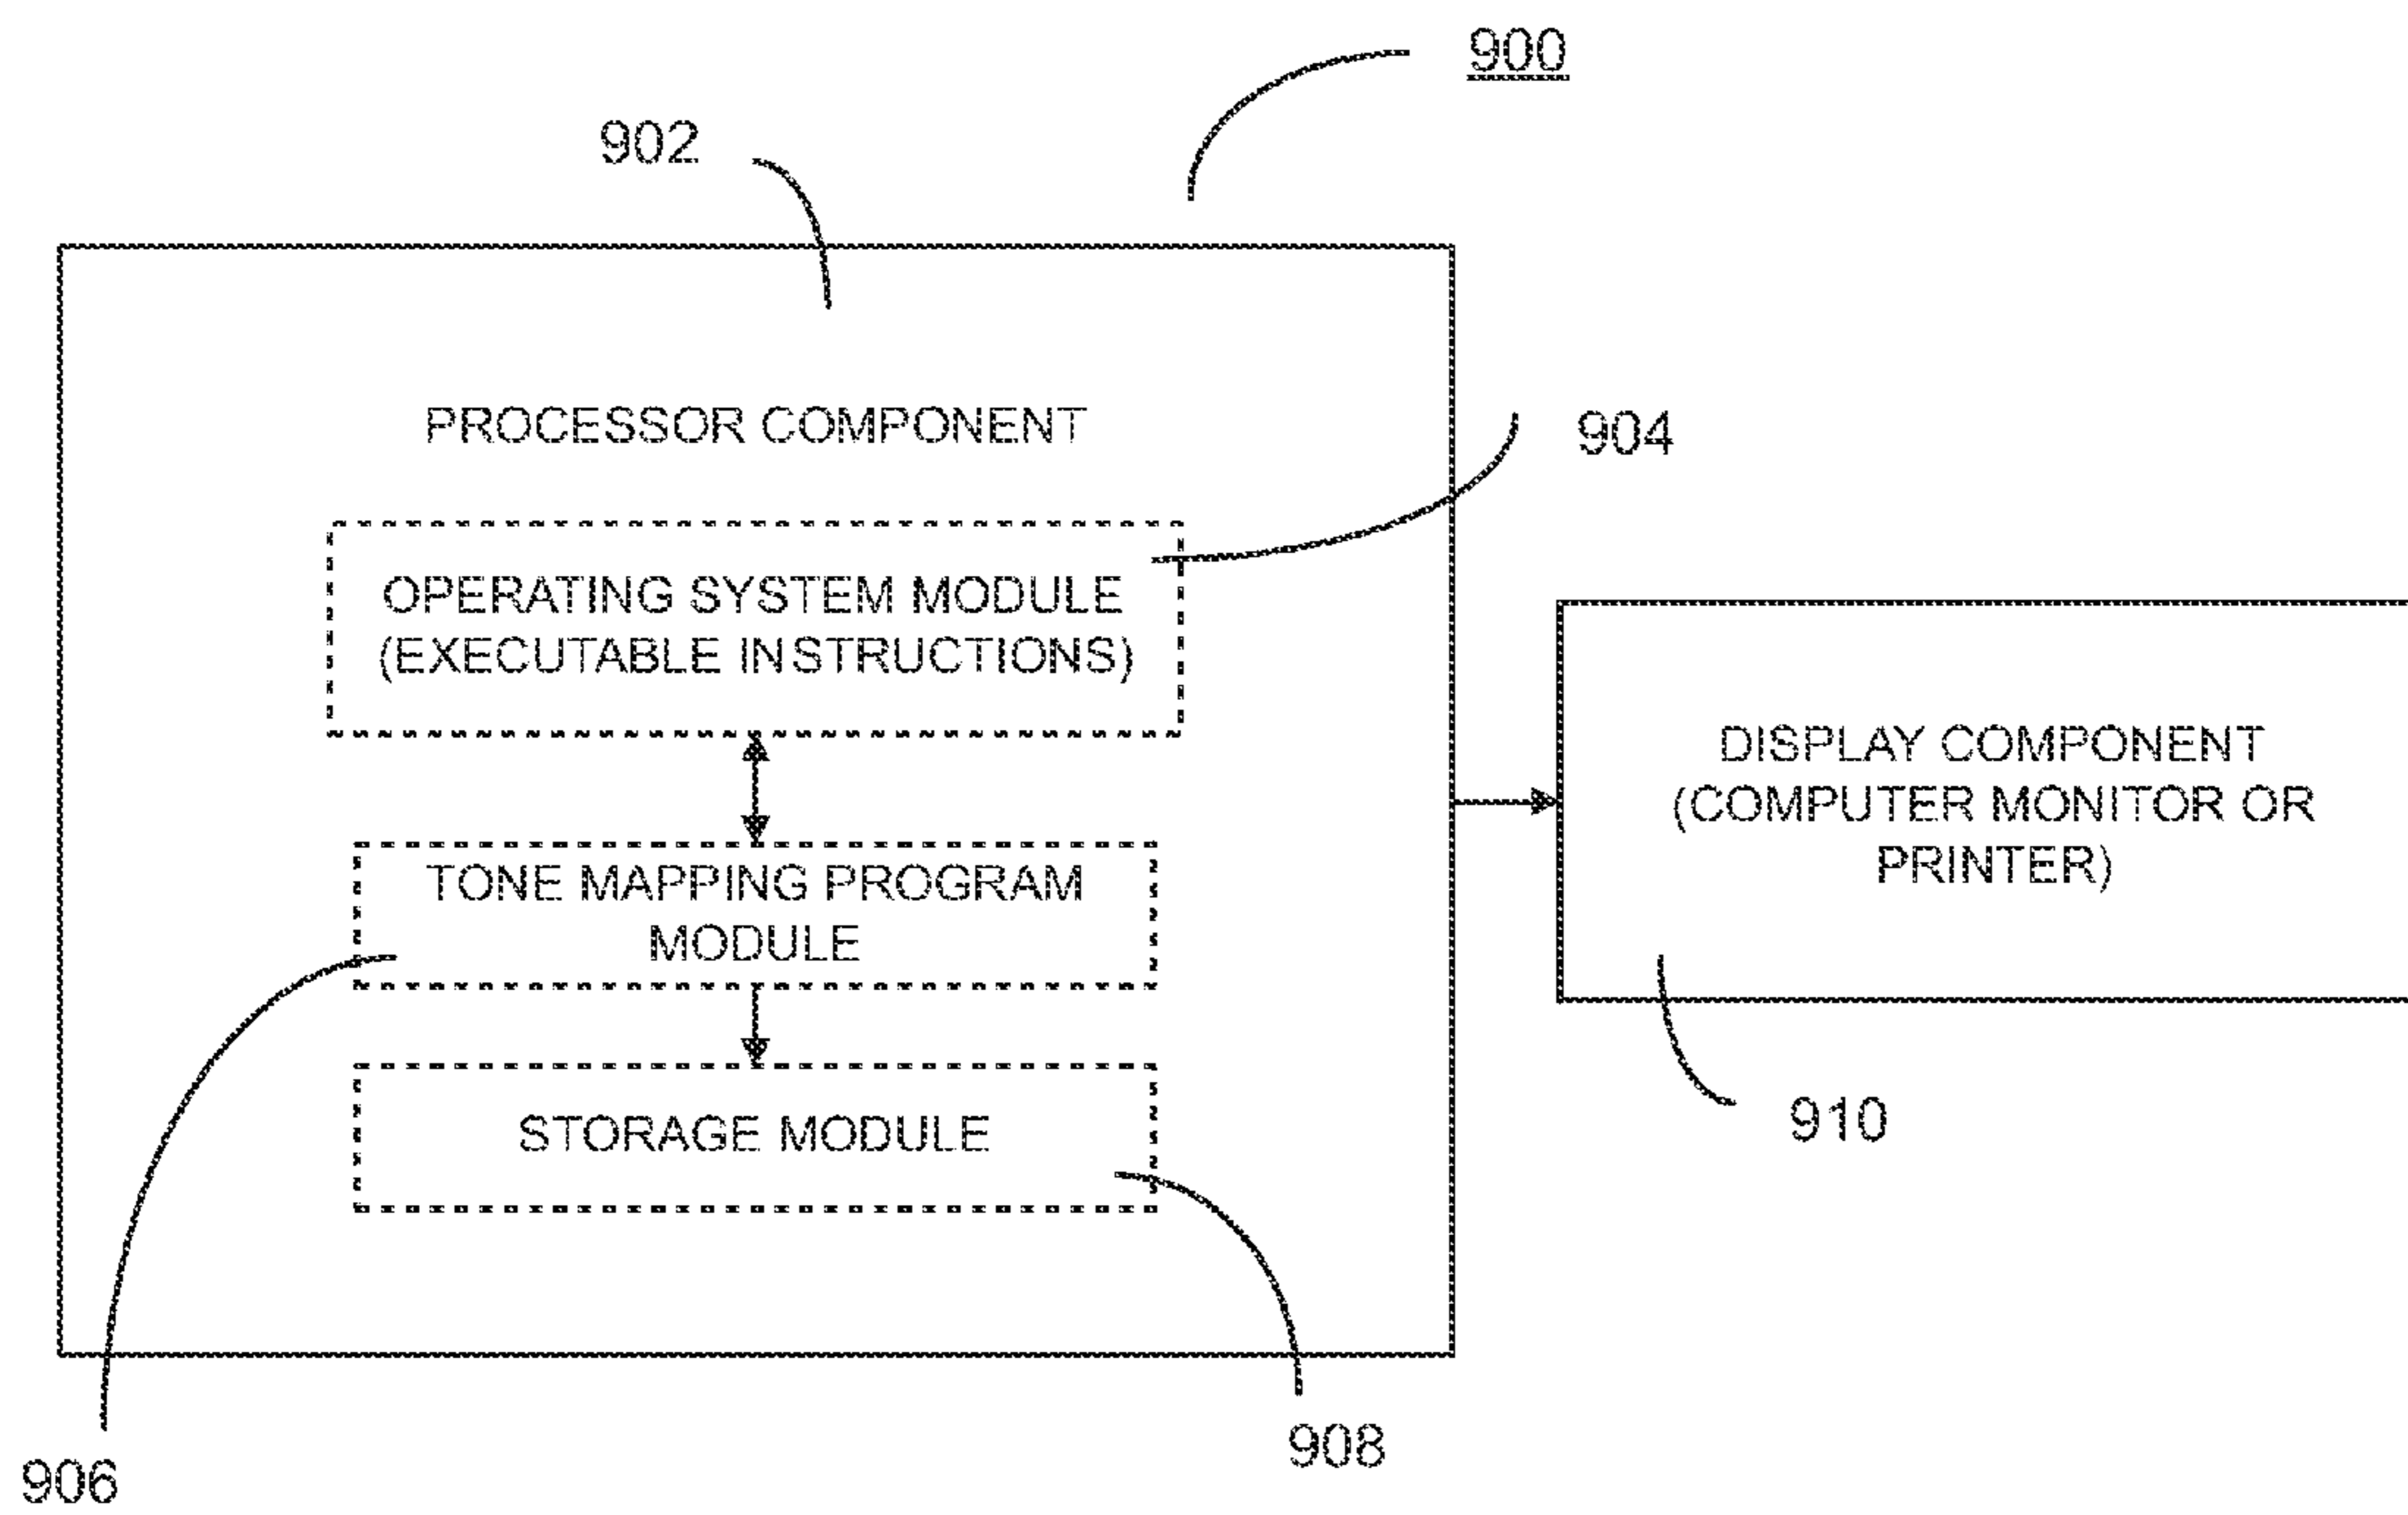 900
902
PROCESSOR COMPONENT
904
OPERATING SYSTEM MODULE
(EXECUTABLE INSTRUCTIONS)
DISPLAY COMPONENT
(COMPUTER MONITOR OR
PRINTER)
TONE MAPPING PROGRAM
MODULE
STORAGE MODULE
910
908
906